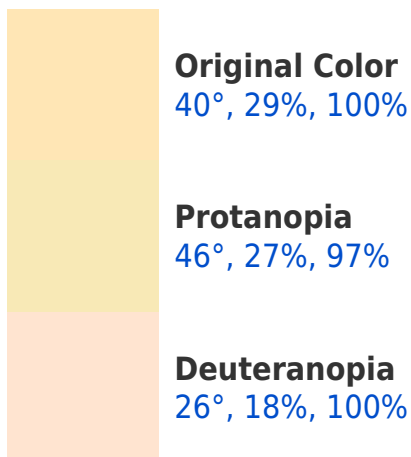 Original Color
40°, 29%, 100%
Protanopia
46°, 27%, 97%
Deuteranopia
26°, 18%, 100%